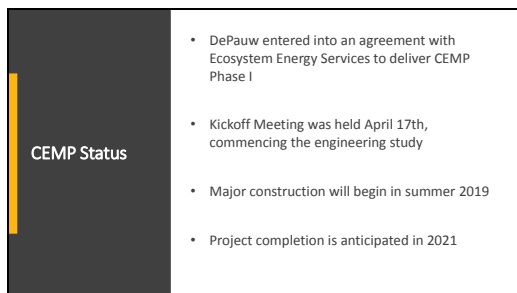 CEMP Status
• DePauw entered into an agreement with
Ecosystem Energy Services to deliver CEMP
Phase I
• Kickoff Meeting was held April 17th,
commencing the engineering study
• Major construction will begin in summer 2019
• Project completion is anticipated in 2021